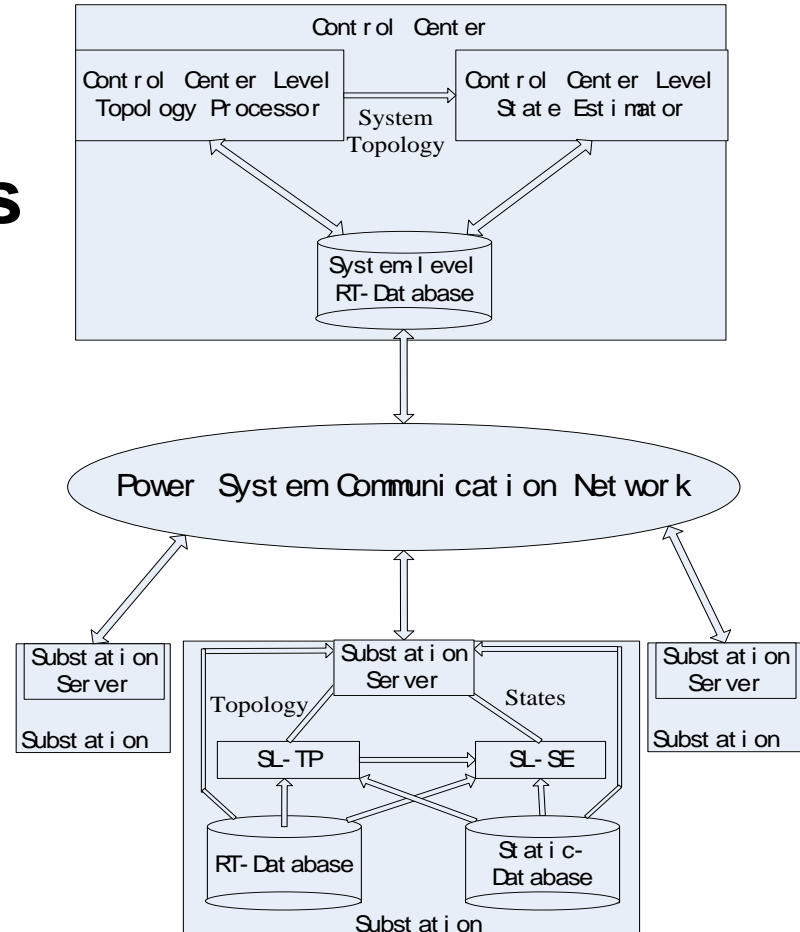 Control Center
Control Center Level
Topology Processor
Control Center Level
State Estimator
System
Topology
s
System-level
RT-Database
Power System Communication Network
Substation
Server
Substation
Substation
Server
Substation
Server
Substation
Topology
States
SL-TP
SL-SE
RT-Database
Static-
Database
Substation